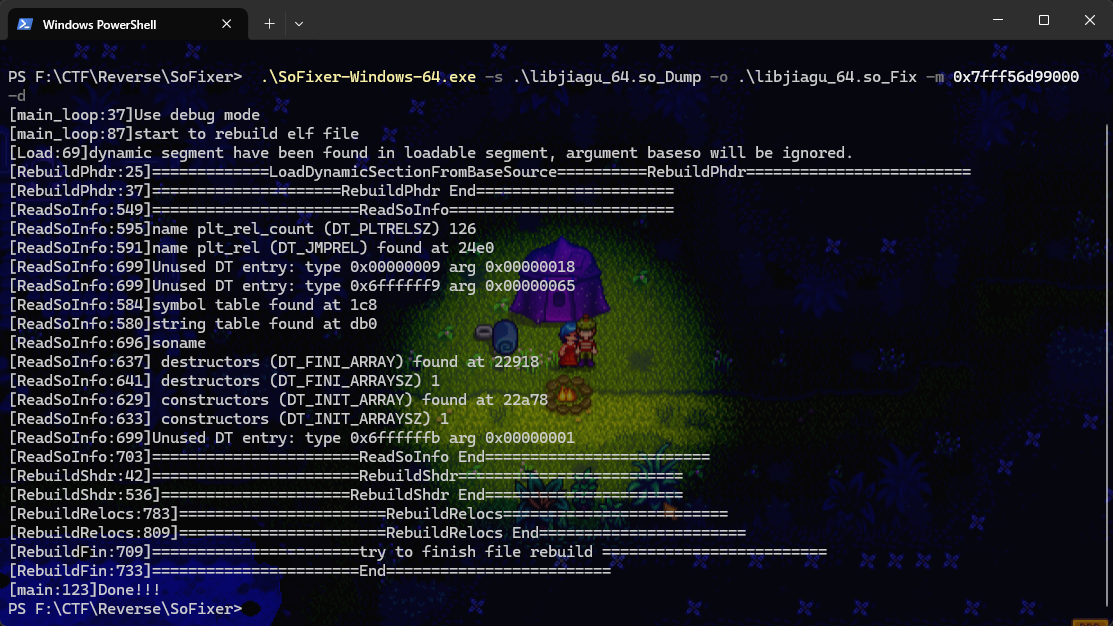 Windows PowerShell
PS F:\CTF\Reverse\SoFixer>  .\SoFixer-Windows-64.exe -s .\libjiagu_64.so_Dump -o .\libjiagu_64.so_Fix -m 0x7fff56d99000
-d
[main_loop:37]Use debug mode
[main_loop:87]start to rebuild elf file
[Load:69]dynamic segment have been found in loadable segment, argument baseso will be ignored.
[RebuildPhdr:25]=============LoadDynamicSectionFromBaseSource==========RebuildPhdr=========================
[RebuildPhdr:37]=====================RebuildPhdr End======================
[ReadSoInfo:549]=======================ReadSoInfo=========================
[ReadSoInfo:595]name plt_rel_count (DT_PLTRELSZ) 126
[ReadSoInfo:591]name plt_rel (DT_JMPREL) found at 24e0
[ReadSoInfo:699]Unused DT entry: type 0x00000009 arg 0x00000018
[ReadSoInfo:699]Unused DT entry: type 0x6ffffff9 arg 0x00000065
[ReadSoInfo:584]symbol table found at 1c8
[ReadSoInfo:580]string table found at db0
[ReadSoInfo:696]soname
[ReadSoInfo:637] destructors (DT_FINI_ARRAY) found at 22918
[ReadSoInfo:641] destructors (DT_FINI_ARRAYSZ) 1
[ReadSoInfo:629] constructors (DT_INIT_ARRAY) found at 22a78
[ReadSoInfo:633] constructors (DT_INIT_ARRAYSZ) 1
[ReadSoInfo:699]Unused DT entry: type 0x6ffffffb arg 0x00000001
[ReadSoInfo:703]=======================ReadSoInfo End=========================
[RebuildShdr:42]=======================RebuildShdr=========================
[RebuildShdr:536]=====================RebuildShdr End======================
[RebuildRelocs:783]=======================RebuildRelocs=========================
[RebuildRelocs:809]=======================RebuildRelocs End=======================
[RebuildFin:709]=======================try to finish file rebuild =========================
[RebuildFin:733]=======================End=========================
[main:123]Done!!!
PS F:\CTF\Reverse\SoFixer>